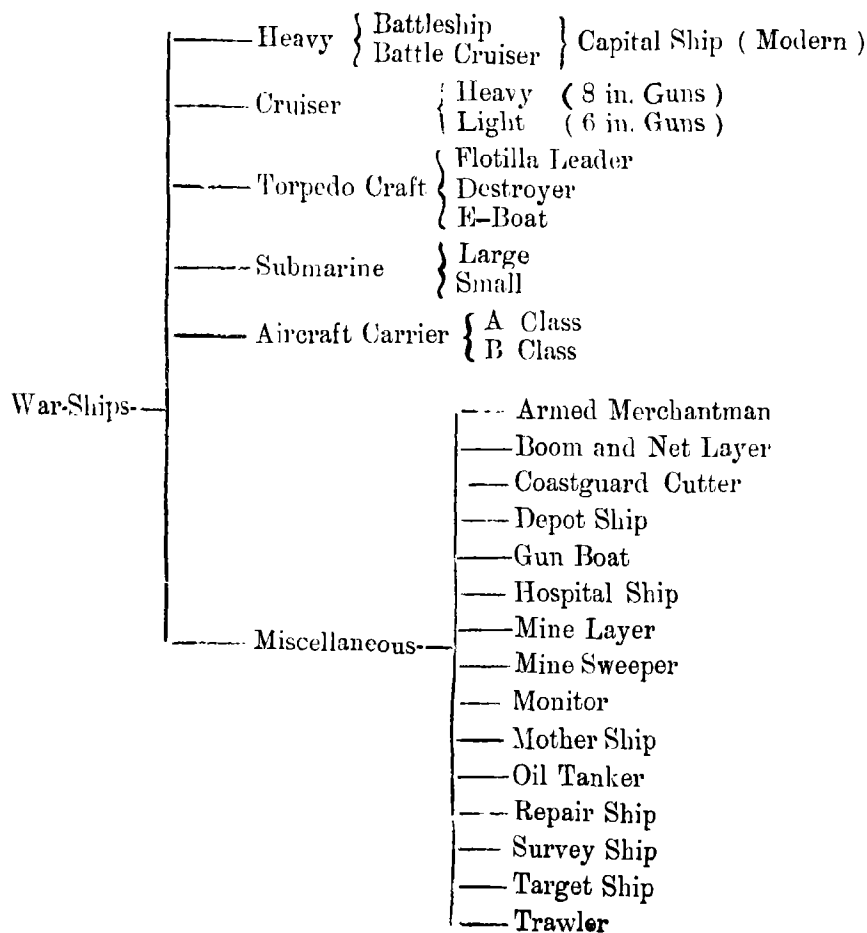 Heavy { Battleship } Capital Ship ( Modern )
Battle Cruiser
Cruiser { Heavy ( 8 in. Guns )
Light ( 6 in. Guns )
Torpedo Craft { Flotilla Leader
Destroyer
E-Boat
Submarine } Large
Small
Aircraft Carrier { A Class
B Class
War-Ships
Armed Merchantman
Boom and Net Layer
Coastguard Cutter
Depot Ship
Gun Boat
Hospital Ship
Miscellaneous
Mine Layer
Mine Sweeper
Monitor
Mother Ship
Oil Tanker
Repair Ship
Survey Ship
Target Ship
Trawler